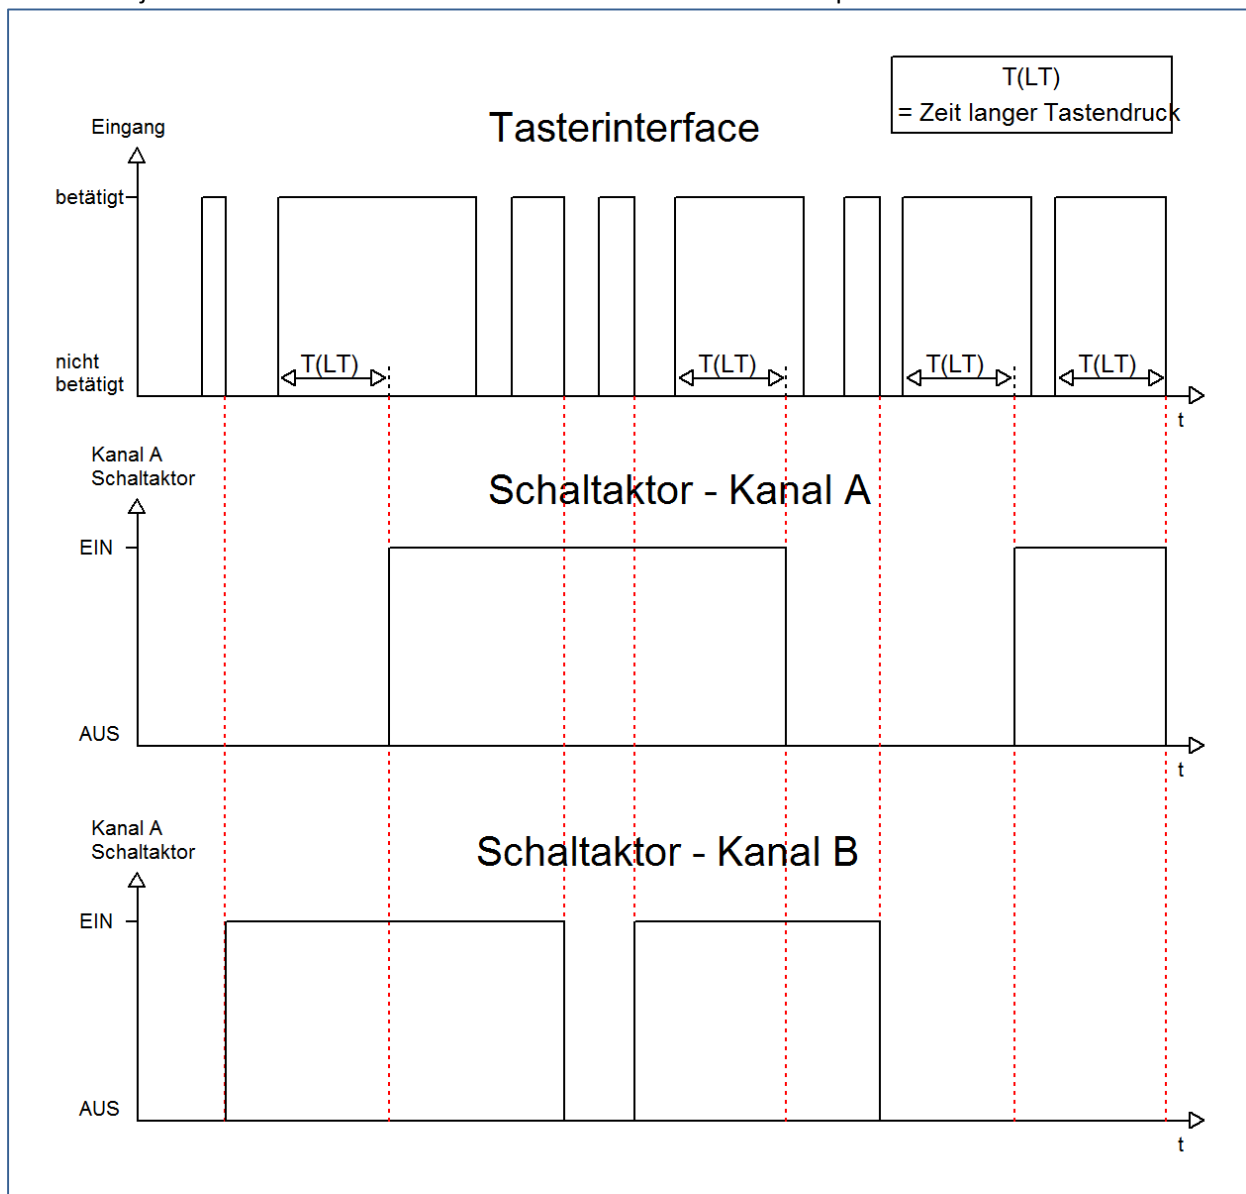 T(LT)
= Zeit langer Tastendruck
Tasterinterface
Eingang
betätigt
nicht
betätigt
T(LT)
T(LT)
T(LT)
T(LT)
t
Kanal A
Schaltaktor
Schaltaktor - Kanal A
EIN
AUS
t
Kanal A
Schaltaktor
Schaltaktor - Kanal B
EIN
AUS
t